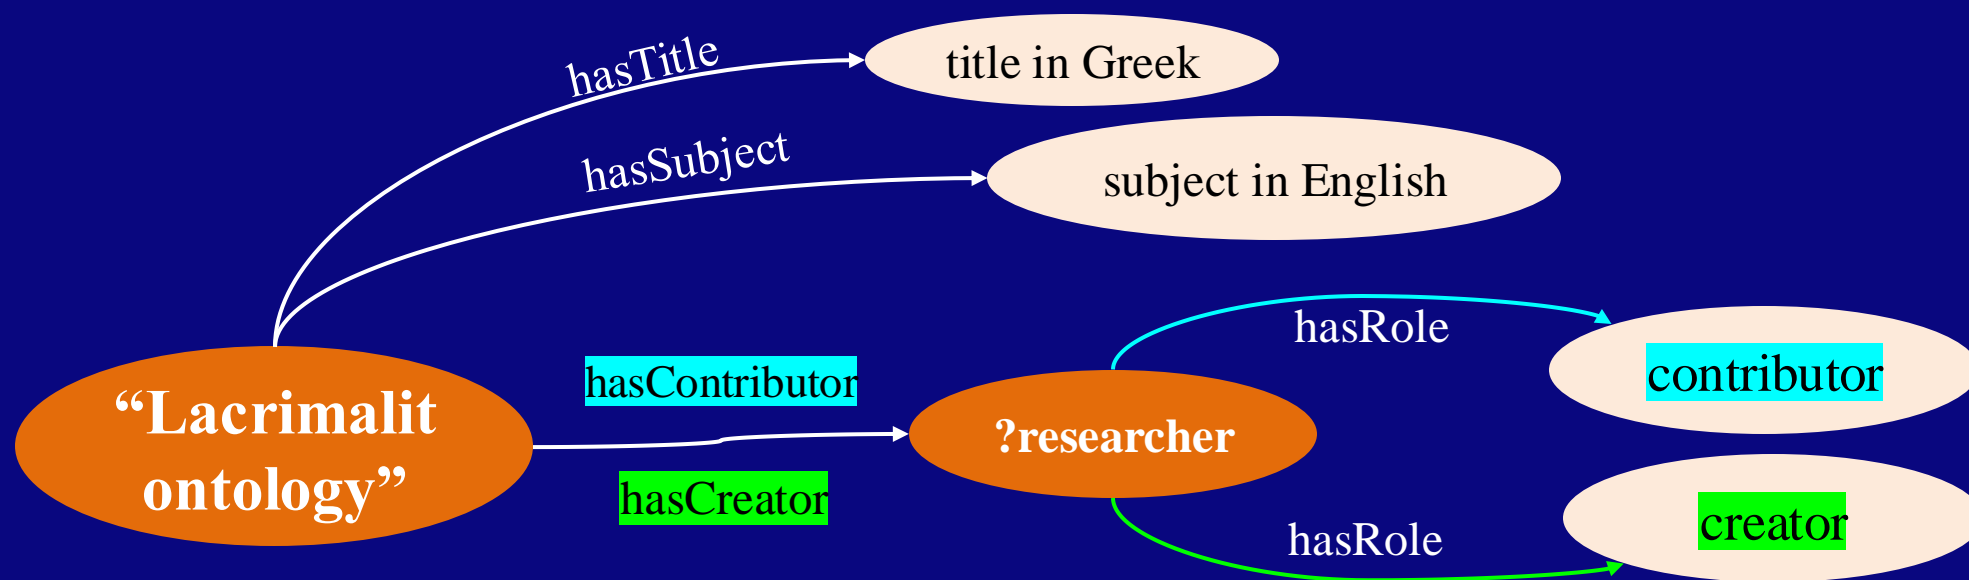 hasTitle
title in Greek
hasSubject
subject in English
hasRole
hasContributor
contributor
“Lacrimalit
ontology”
?researcher
hasCreator
creator
hasRole